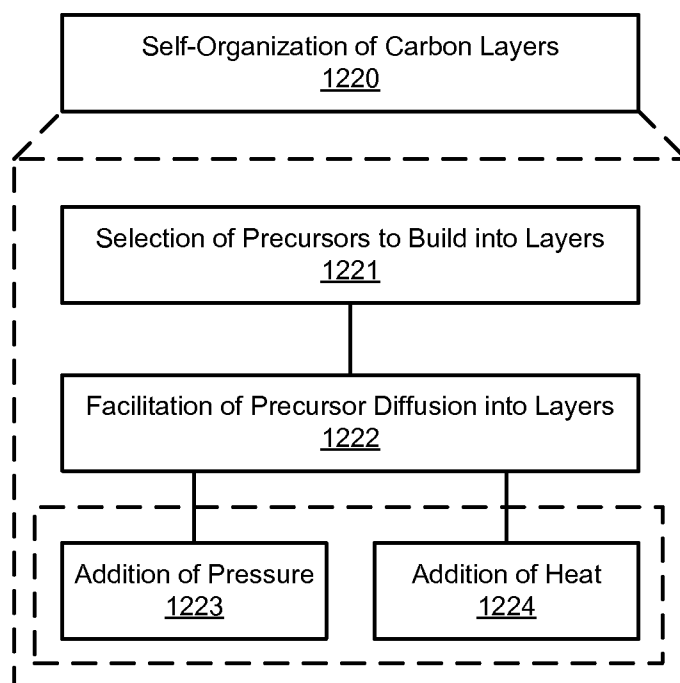 Self-Organization of Carbon Layers
1220
Selection of Precursors to Build into Layers
1221
Facilitation of Precursor Diffusion into Layers
1222
Addition of Pressure
1223
Addition of Heat
1224